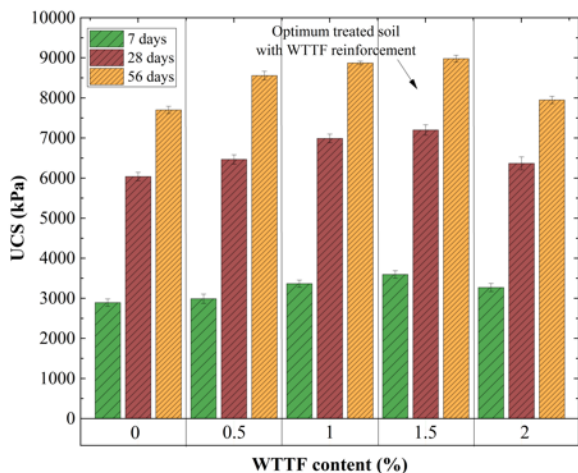 10000
9000
8000
7000
6000
5000
4000
3000
2000
1000
0
UCS (kPa)
7 days
28 days
56 days
Optimum treated soil
with WTTF reinforcement
0 0.5 1 1.5 2
WTTF content (%)